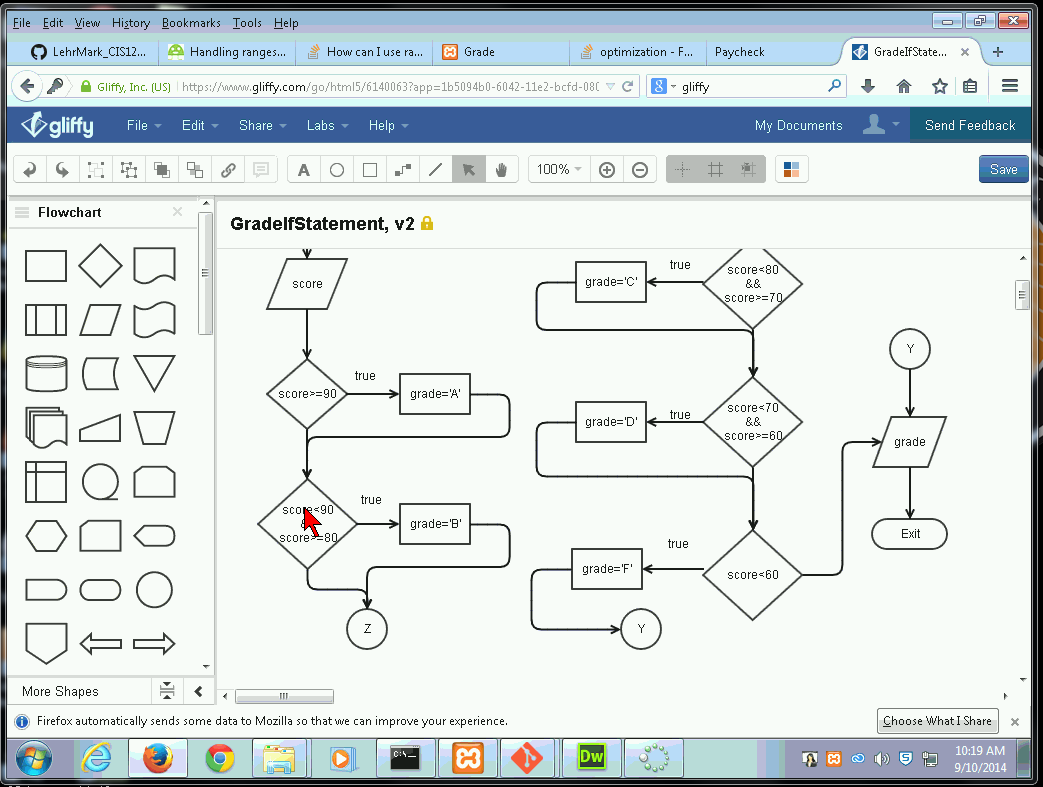 File Edit View History Bookmarks Tools Help
LehrMark_CIS12... Handling ranges... How can I use ra... Grade optimization - F... Paycheck GradeIfState...
Gliffy, Inc. (US) https://www.gliffy.com/go/html5/6140063?app=1b5094b0-6042-11e2-bcfd-080 gliffy
gliffy File Edit Share Labs Help My Documents Send Feedback
A 100% Save
Flowchart
GradeIfStatement, v2
score
score>=90
true
grade='A'
score<90
score>=80
true
grade='B'
Z
score<80
&&
score>=70
true
grade='C'
score<70
&&
score>=60
true
grade='D'
score<60
true
grade='F'
Y
Y
grade
Exit
More Shapes
Firefox automatically sends some data to Mozilla so that we can improve your experience. Choose What I Share
C:\_
Dw
10:19 AM
9/10/2014